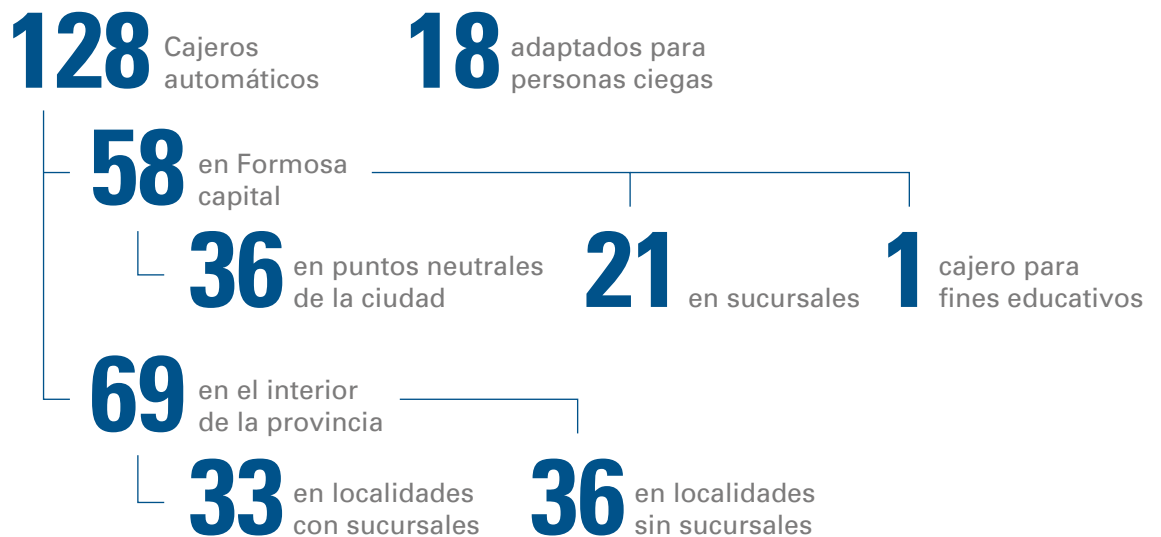 128 Cajeros
automáticos
18 adaptados para
personas ciegas
58 en Formosa
capital
36 en puntos neutrales
de la ciudad
21 en sucursales
1 cajero para
fines educativos
69 en el interior
de la provincia
33 en localidades
con sucursales
36 en localidades
sin sucursales